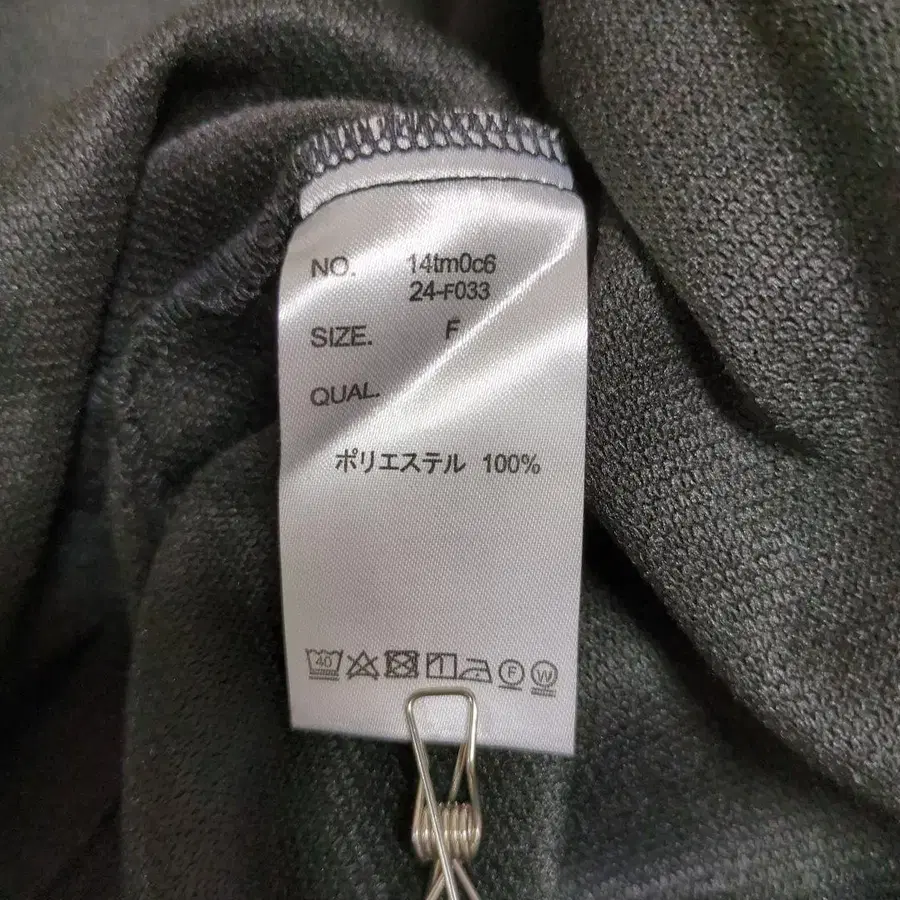 NO. 14tm0c6
24-F033
SIZE. F
QUAL.
ポリエステル 100%
40 F W